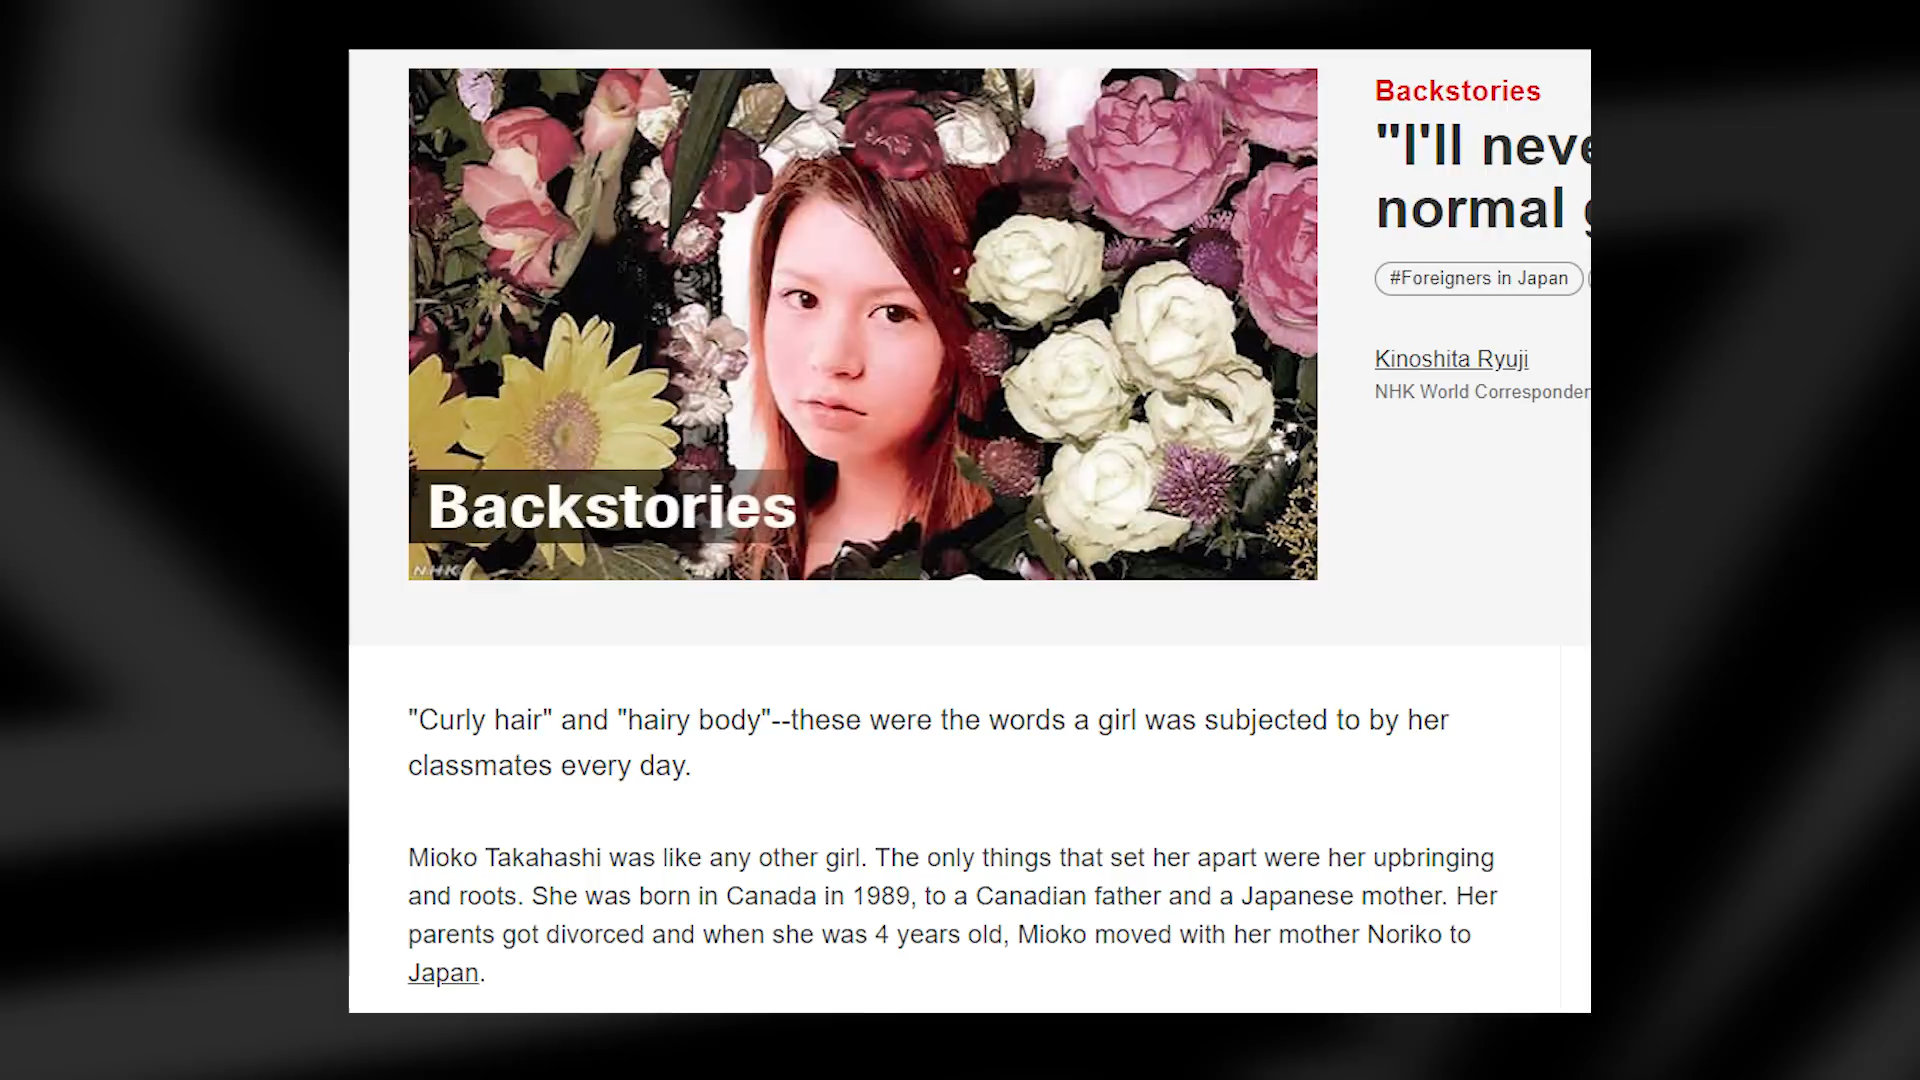 Backstories
"I'll neve
normal
#Foreigners in Japan
Kinoshita Ryuji
NHK World Corresponden
Backstories
NHK
"Curly hair" and "hairy body"--these were the words a girl was subjected to by her
classmates every day.
Mioko Takahashi was like any other girl. The only things that set her apart were her upbringing
and roots. She was born in Canada in 1989, to a Canadian father and a Japanese mother. Her
parents got divorced and when she was 4 years old, Mioko moved with her mother Noriko to
Japan.